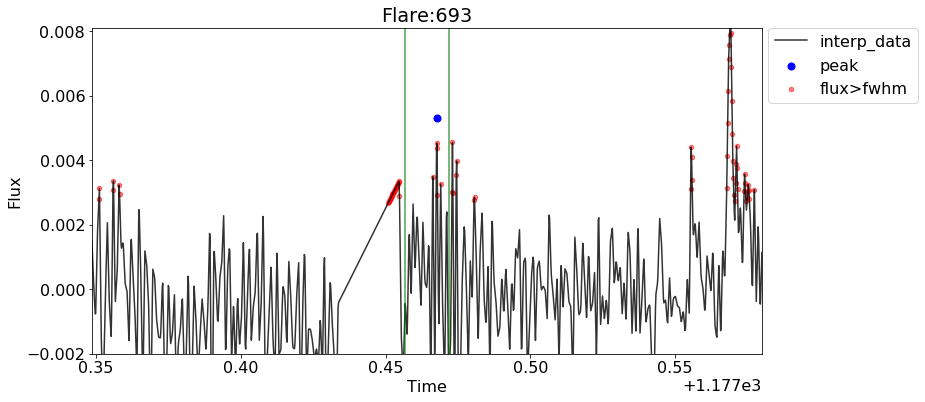 Flare:693
interp_data
peak
flux>fwhm
Flux
0.008
0.006
0.004
0.002
0.000
−0.002
0.35
0.40
0.45
0.50
0.55
Time
+1.177e3